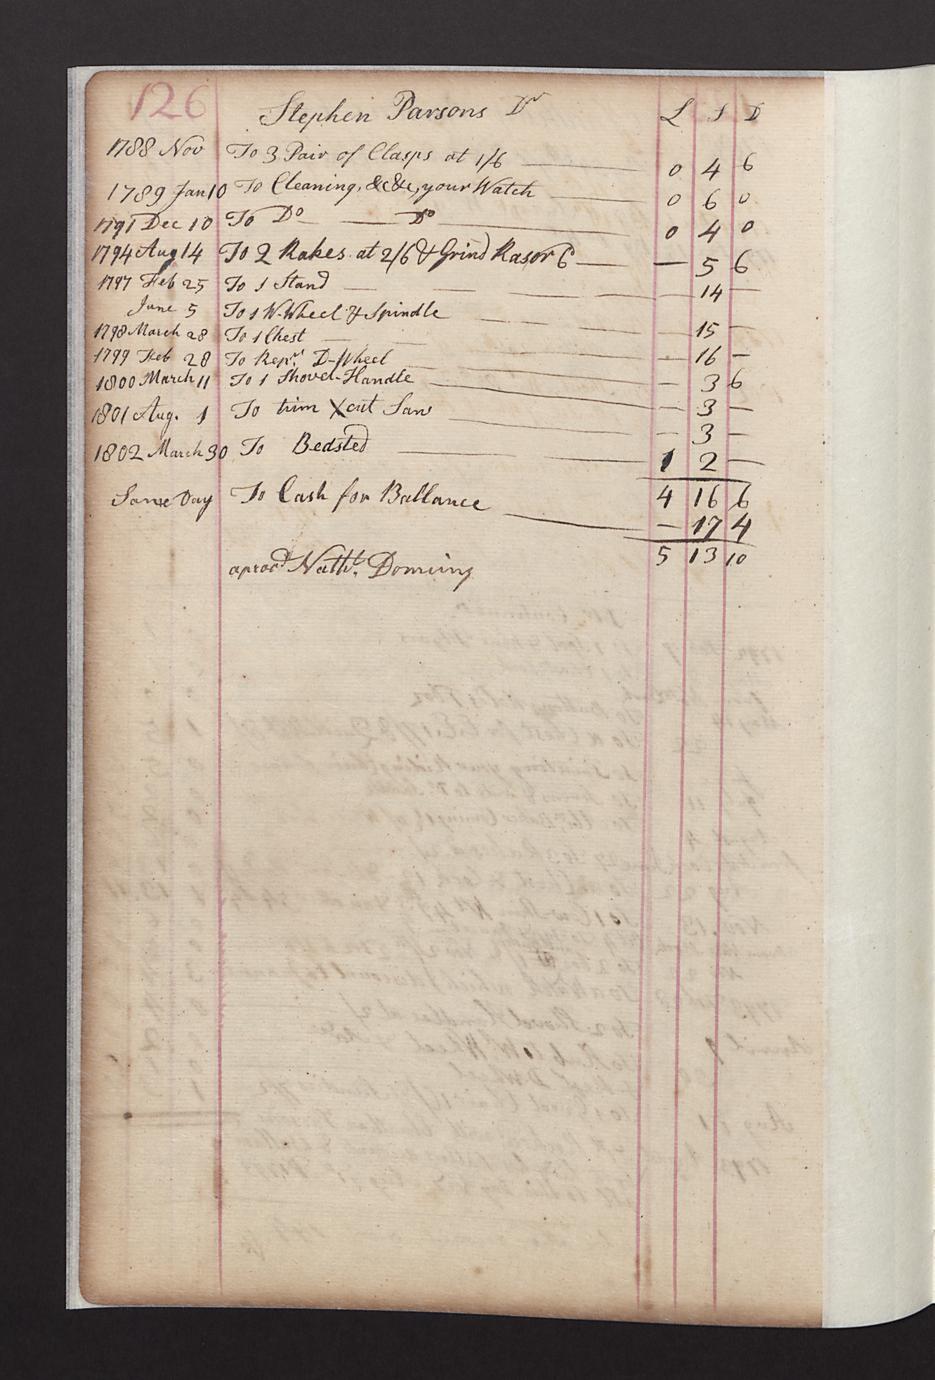 126 Stephen Parsons Dr L S D
1788 Nov To 3 Pair of Clasps at 1/6 0 4 6
1789 Jan 10 To Cleaning, &c &c, your Watch 0 6 0
1791 Dec 10 To Do Do 0 4 0
1794 Aug 14 To 2 Rakes at 2/6 & Grind Rasor 6 — 5 6
1797 Feb 25 To 1 Stand — 14 —
June 5 To 1 W-Wheel & Spindle — 15 —
1798 March 28 To 1 Chest — 16 —
1799 Feb 28 To Repr D-Wheel — 3 6
1800 March 11 To 1 Shovel-Handle — 3 —
1801 Aug. 1 To trim Xcut Saw — 3 —
1802 March 30 To Bedsted 1 2 —
4 16 6
Same Day To Cash for Ballance — 17 4
5 13 10
Nathl. Dominy